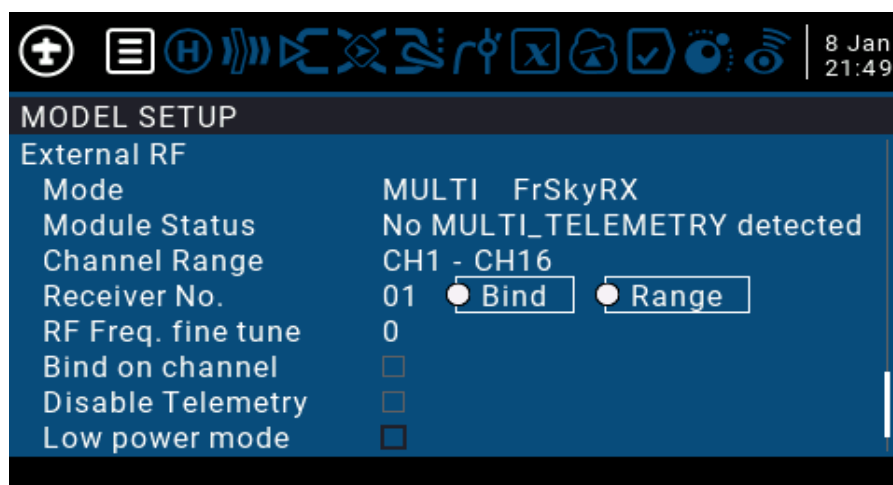 8 Jan
21:49
MODEL SETUP
External RF
Mode MULTI FrSkyRX
Module Status No MULTI_TELEMETRY detected
Channel Range CH1 - CH16
Receiver No. 01 Bind Range
RF Freq. fine tune 0
Bind on channel
Disable Telemetry
Low power mode